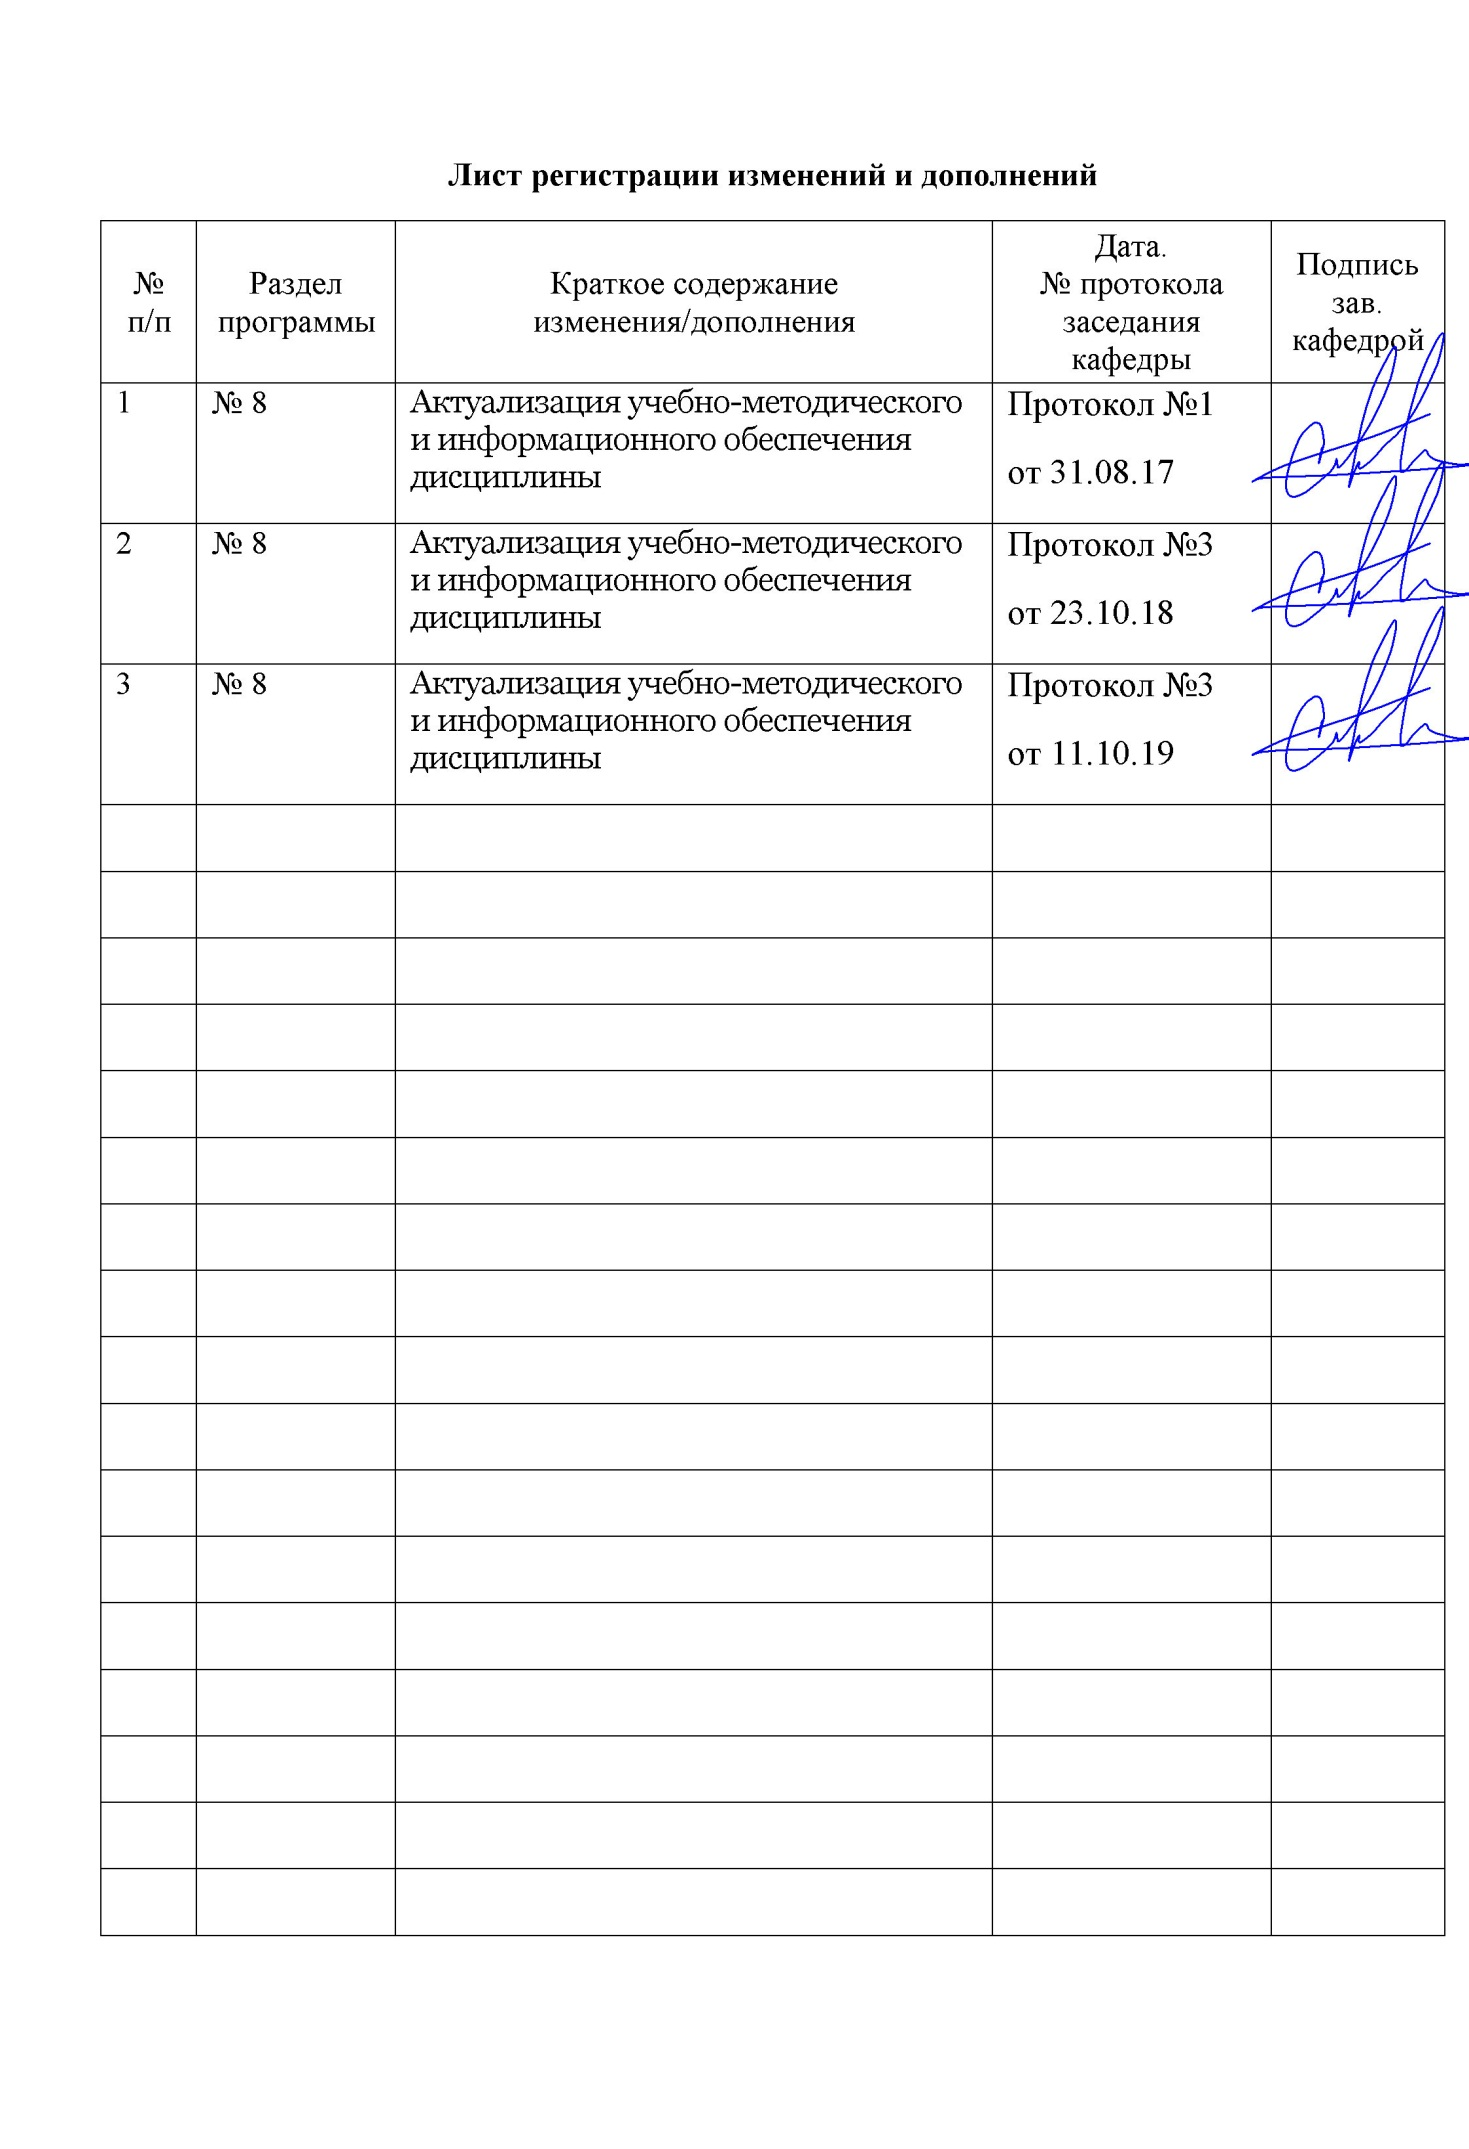 Лист регистрации изменений и дополнений
№
п/п
Раздел
программы
Краткое содержание
изменения/дополнения
Дата.
№ протокола
заседания
кафедры
Подпись
зав.
кафедрой
1
№ 8
Актуализация учебно-методического
и информационного обеспечения
дисциплины
Протокол №1
от 31.08.17
2
№ 8
Актуализация учебно-методического
и информационного обеспечения
дисциплины
Протокол №3
от 23.10.18
3
№ 8
Актуализация учебно-методического
и информационного обеспечения
дисциплины
Протокол №3
от 11.10.19